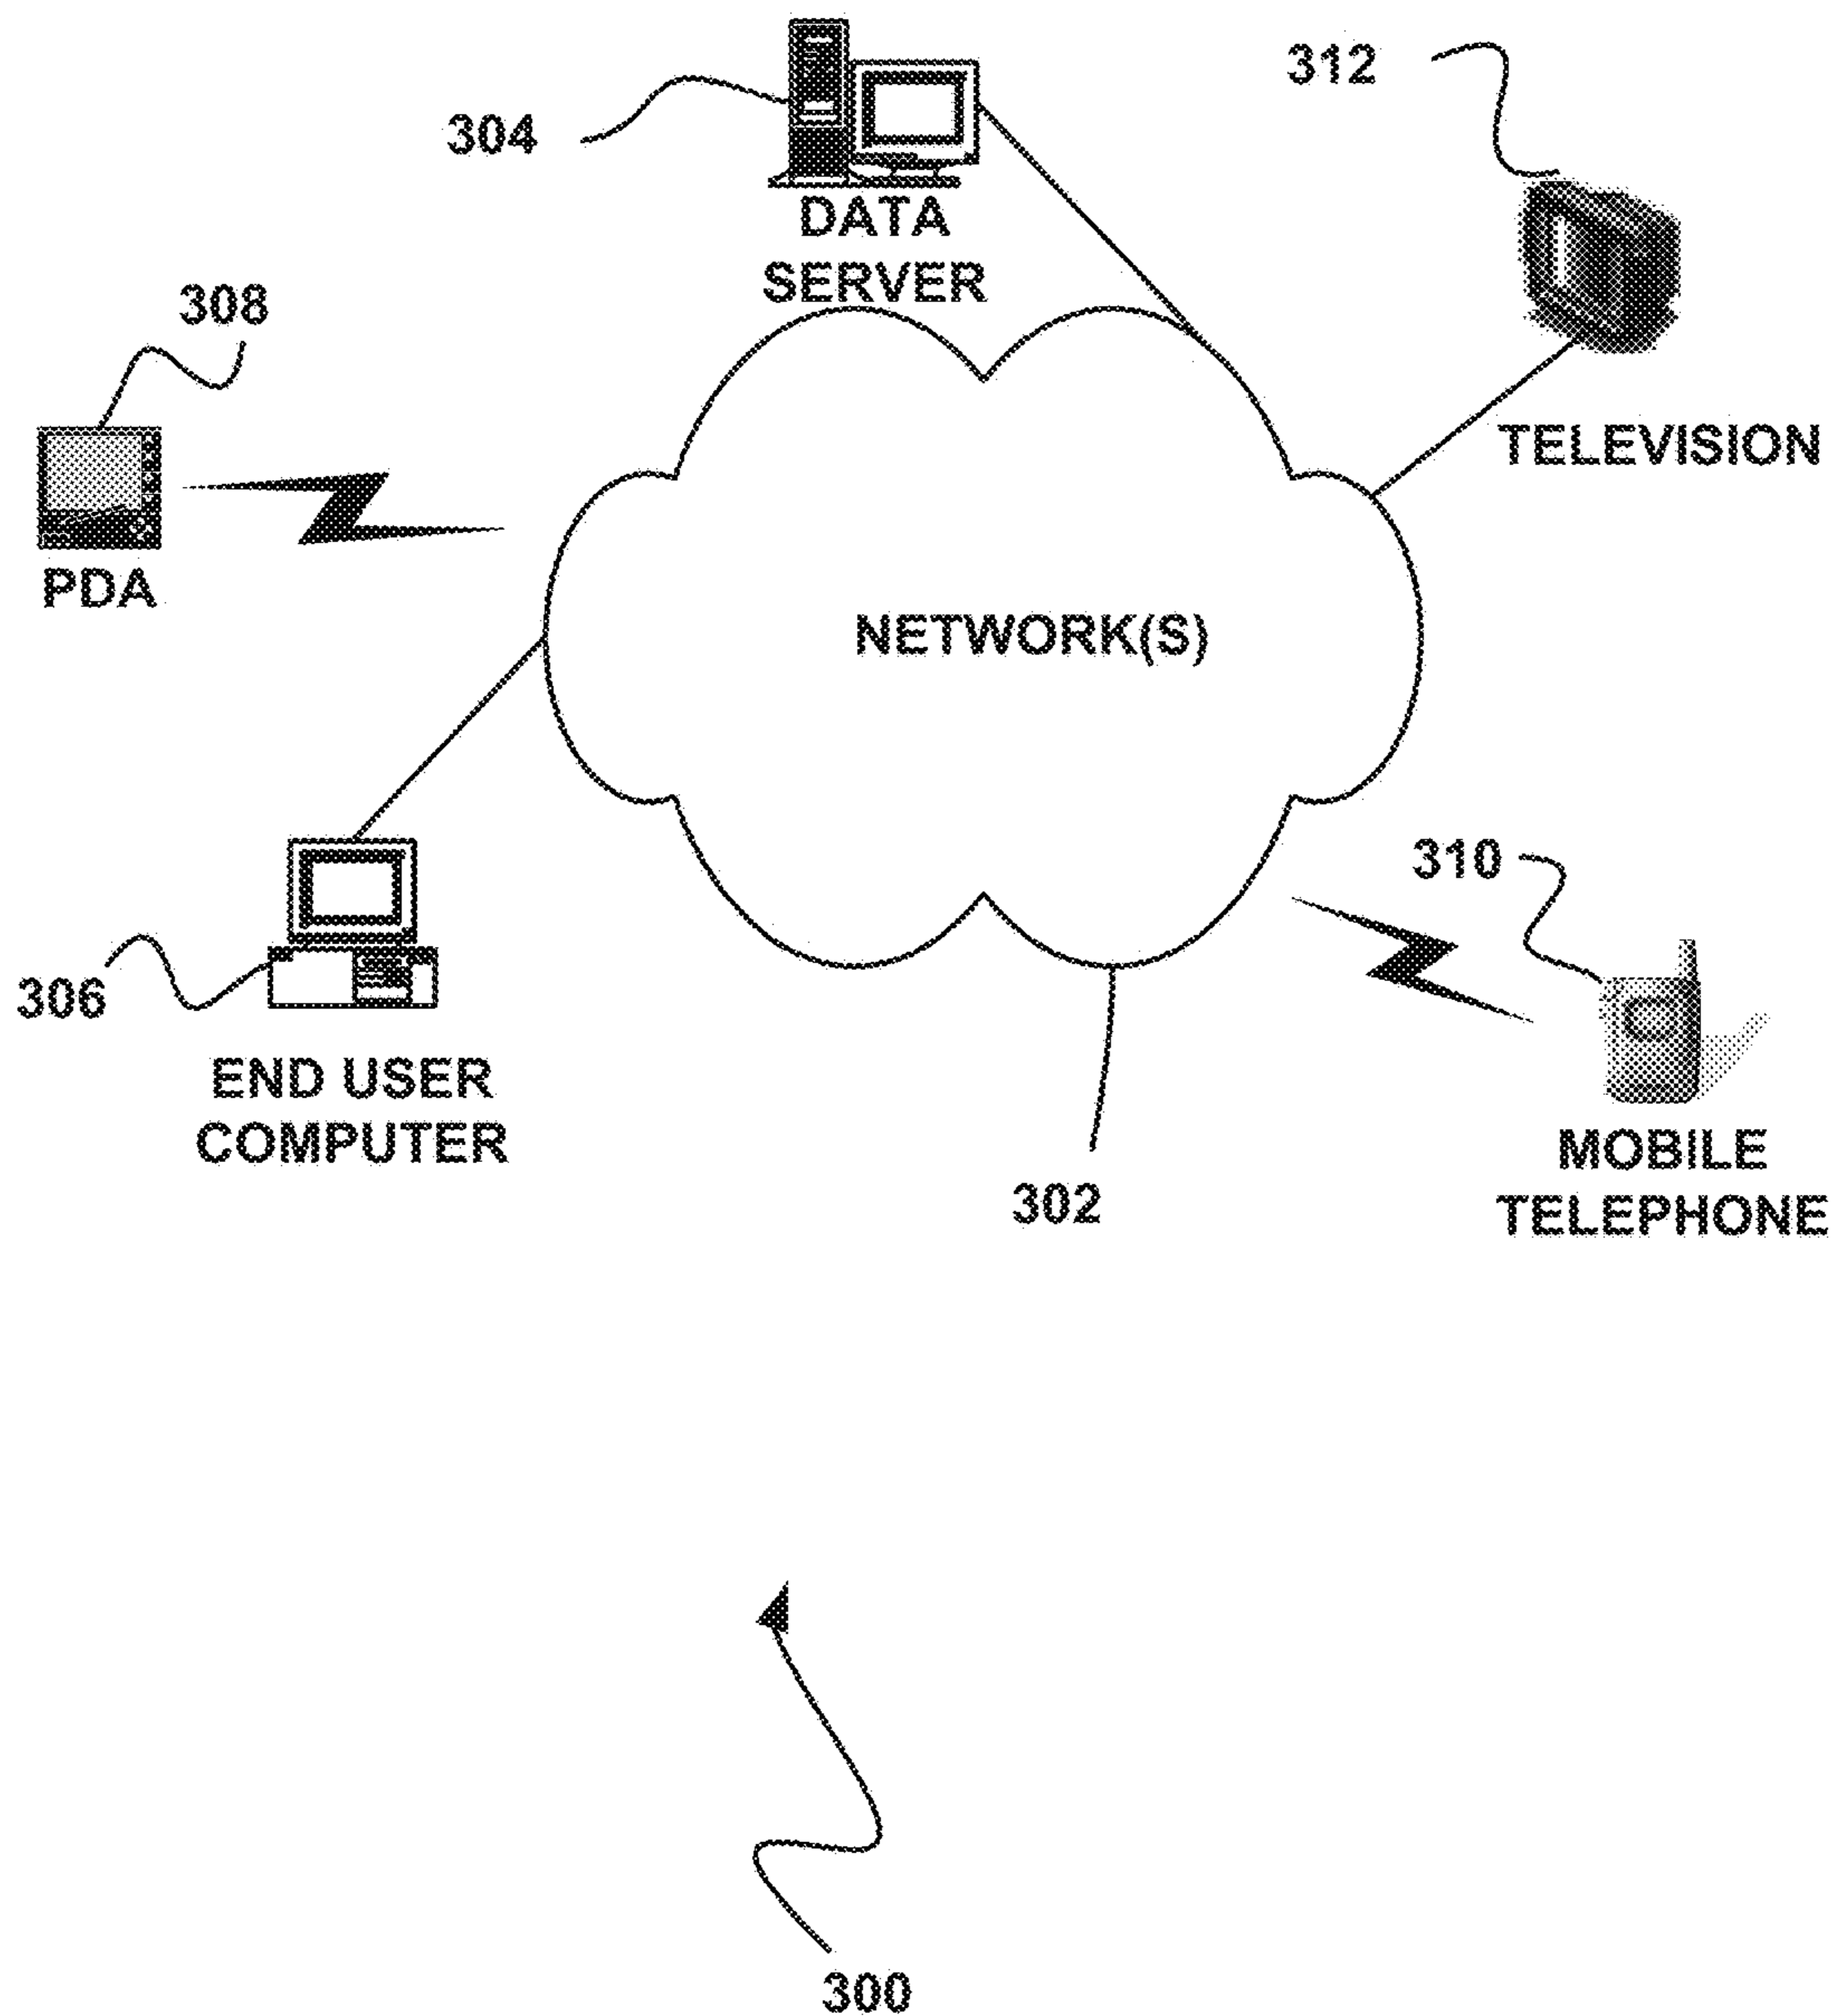 312
304
DATA
SERVER
308
TELEVISION
PDA
NETWORK(S)
310
306
END USER
COMPUTER
MOBILE
TELEPHONE
302
300